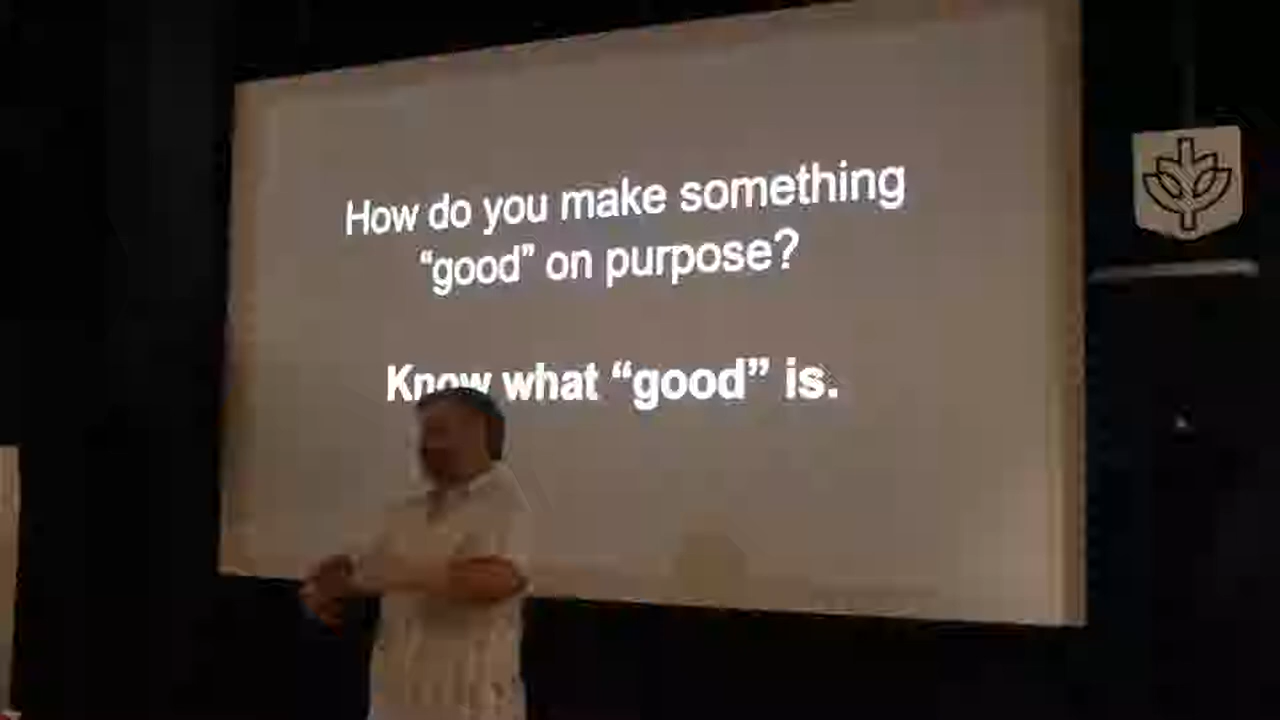 How do you make something
“good” on purpose?
Know what “good” is.